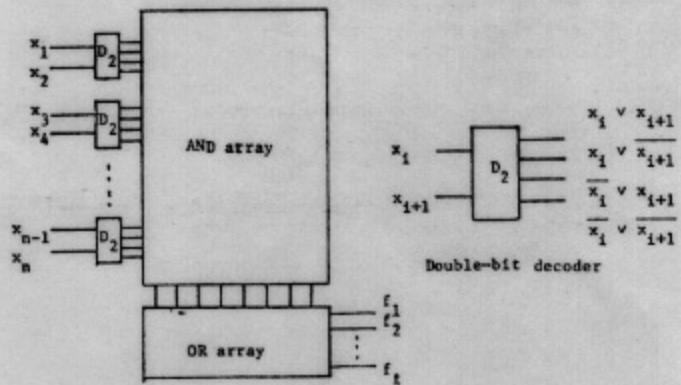 x₁
x₂
D₂
x₃
x₄
D₂
xₙ₋₁
xₙ
D₂
AND array
OR array
f₁
f₂
fₜ
xᵢ
xᵢ₊₁
D₂
xᵢ ∨ xᵢ₊₁
xᵢ ∨ x̅ᵢ₊₁
x̅ᵢ ∨ xᵢ₊₁
x̅ᵢ ∨ x̅ᵢ₊₁
Double-bit decoder